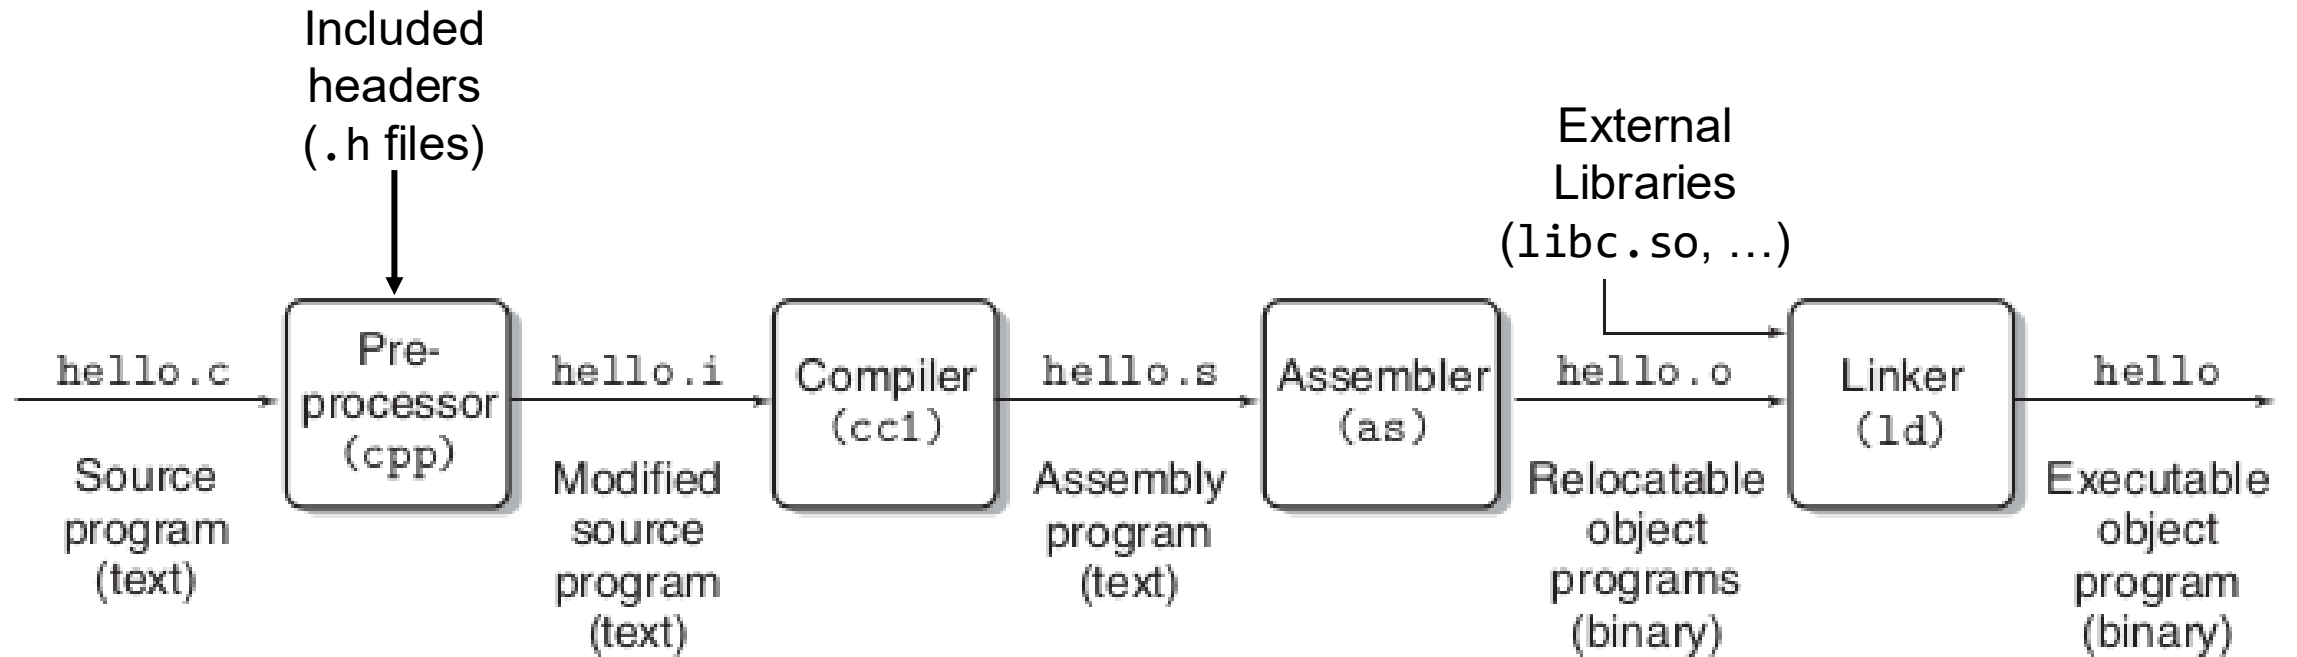 Included
headers
(.h files)
External
Libraries
(libc.so, ...)
hello.c
Source
program
(text)
Pre-
processor
(cpp)
hello.i
Modified
source
program
(text)
Compiler
(cc1)
hello.s
Assembly
program
(text)
Assembler
(as)
hello.o
Relocatable
object
programs
(binary)
Linker
(ld)
hello
Executable
object
program
(binary)